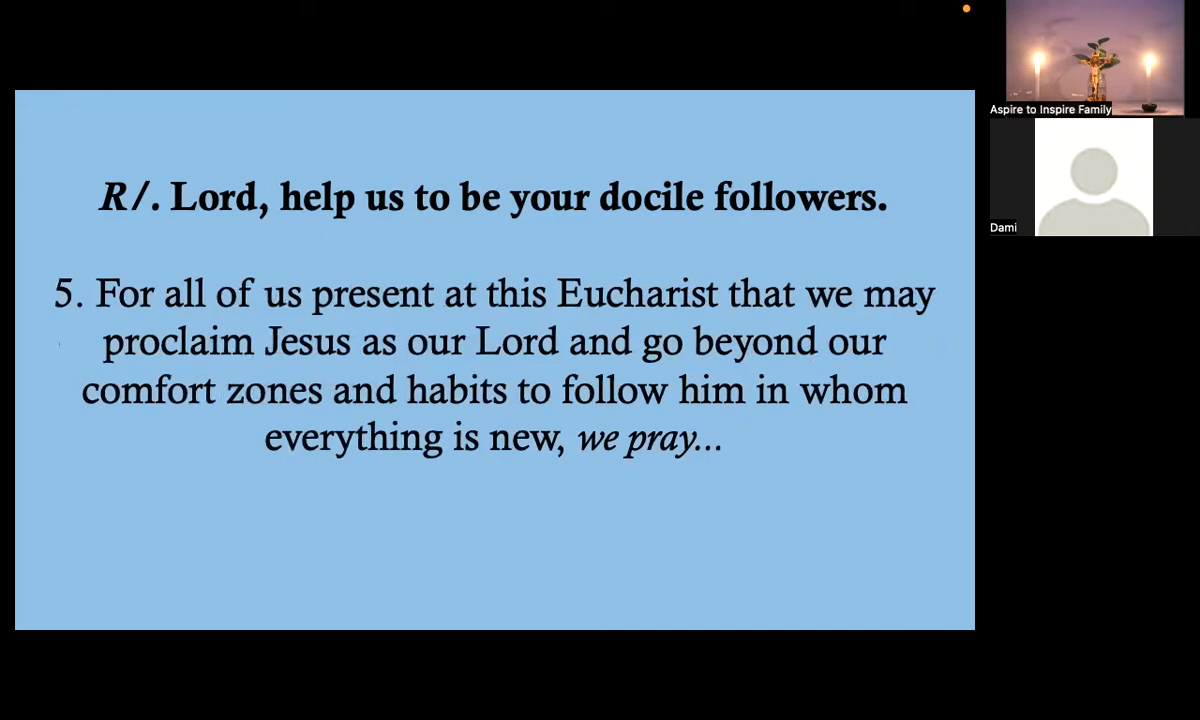 R/. Lord, help us to be your docile followers.
5. For all of us present at this Eucharist that we may
proclaim Jesus as our Lord and go beyond our
comfort zones and habits to follow him in whom
everything is new, we pray...
Aspire to Inspire Family
Dami